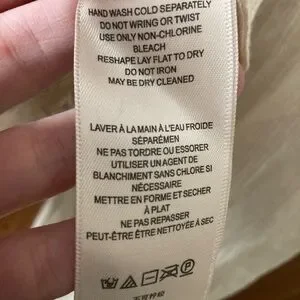 HAND WASH COLD SEPARATELY
DO NOT WRING OR TWIST
USE ONLY NON-CHLORINE
BLEACH
RESHAPE LAY FLAT TO DRY
DO NOT IRON
MAY BE DRY CLEANED
LAVER À LA MAIN À L'EAU FROIDE
SÉPARÉMEN
NE PAS TORDRE OU ESSORER
UTILISER UN AGENT DE
BLANCHIMENT SANS CHLORE SI
NÉCESSAIRE
METTRE EN FORME ET SECHER
À PLAT
NE PAS REPASSER
PEUT-ÊTRE ÊTRE NETTOYÉE À SEC